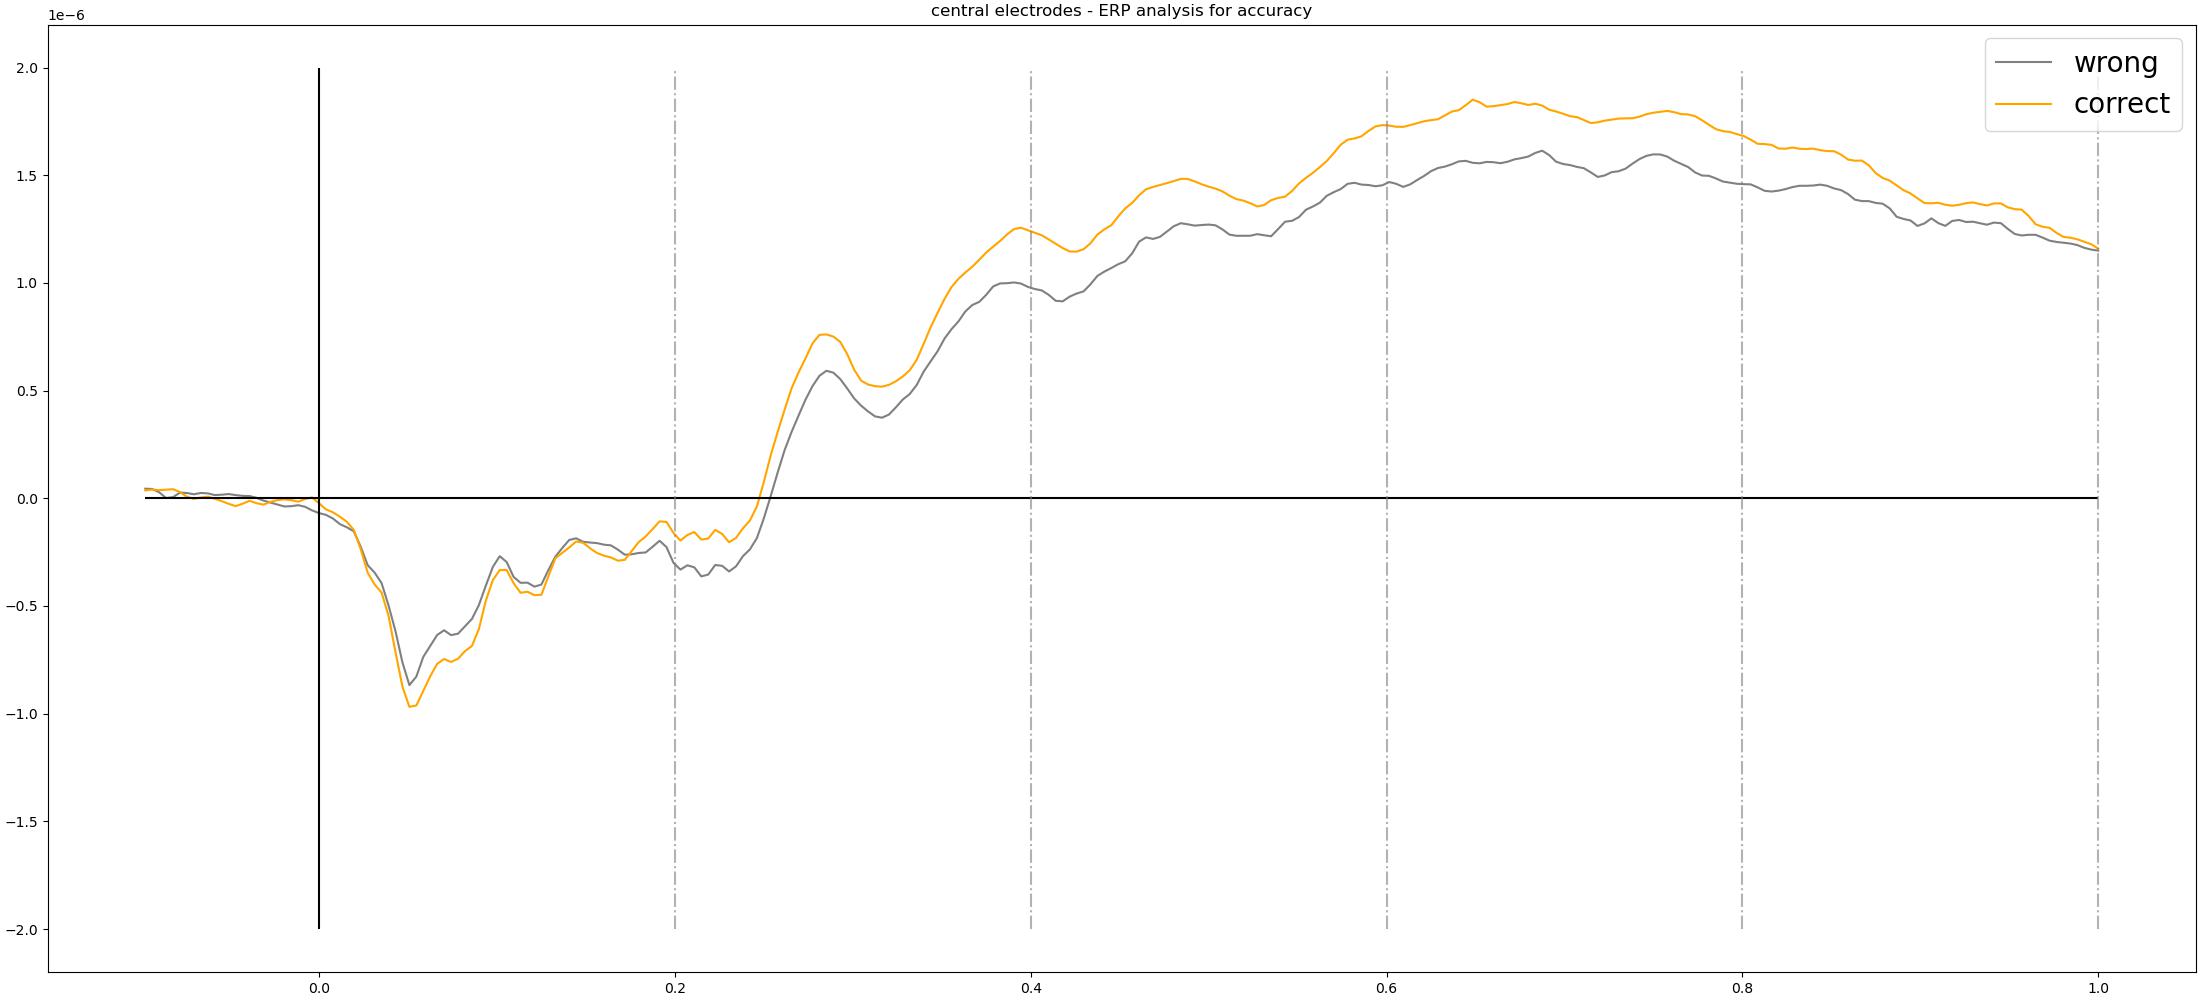 central electrodes - ERP analysis for accuracy
1e−6
2.0
1.5
1.0
0.5
0.0
−0.5
−1.0
−1.5
−2.0
wrong
correct
0.0 0.2 0.4 0.6 0.8 1.0